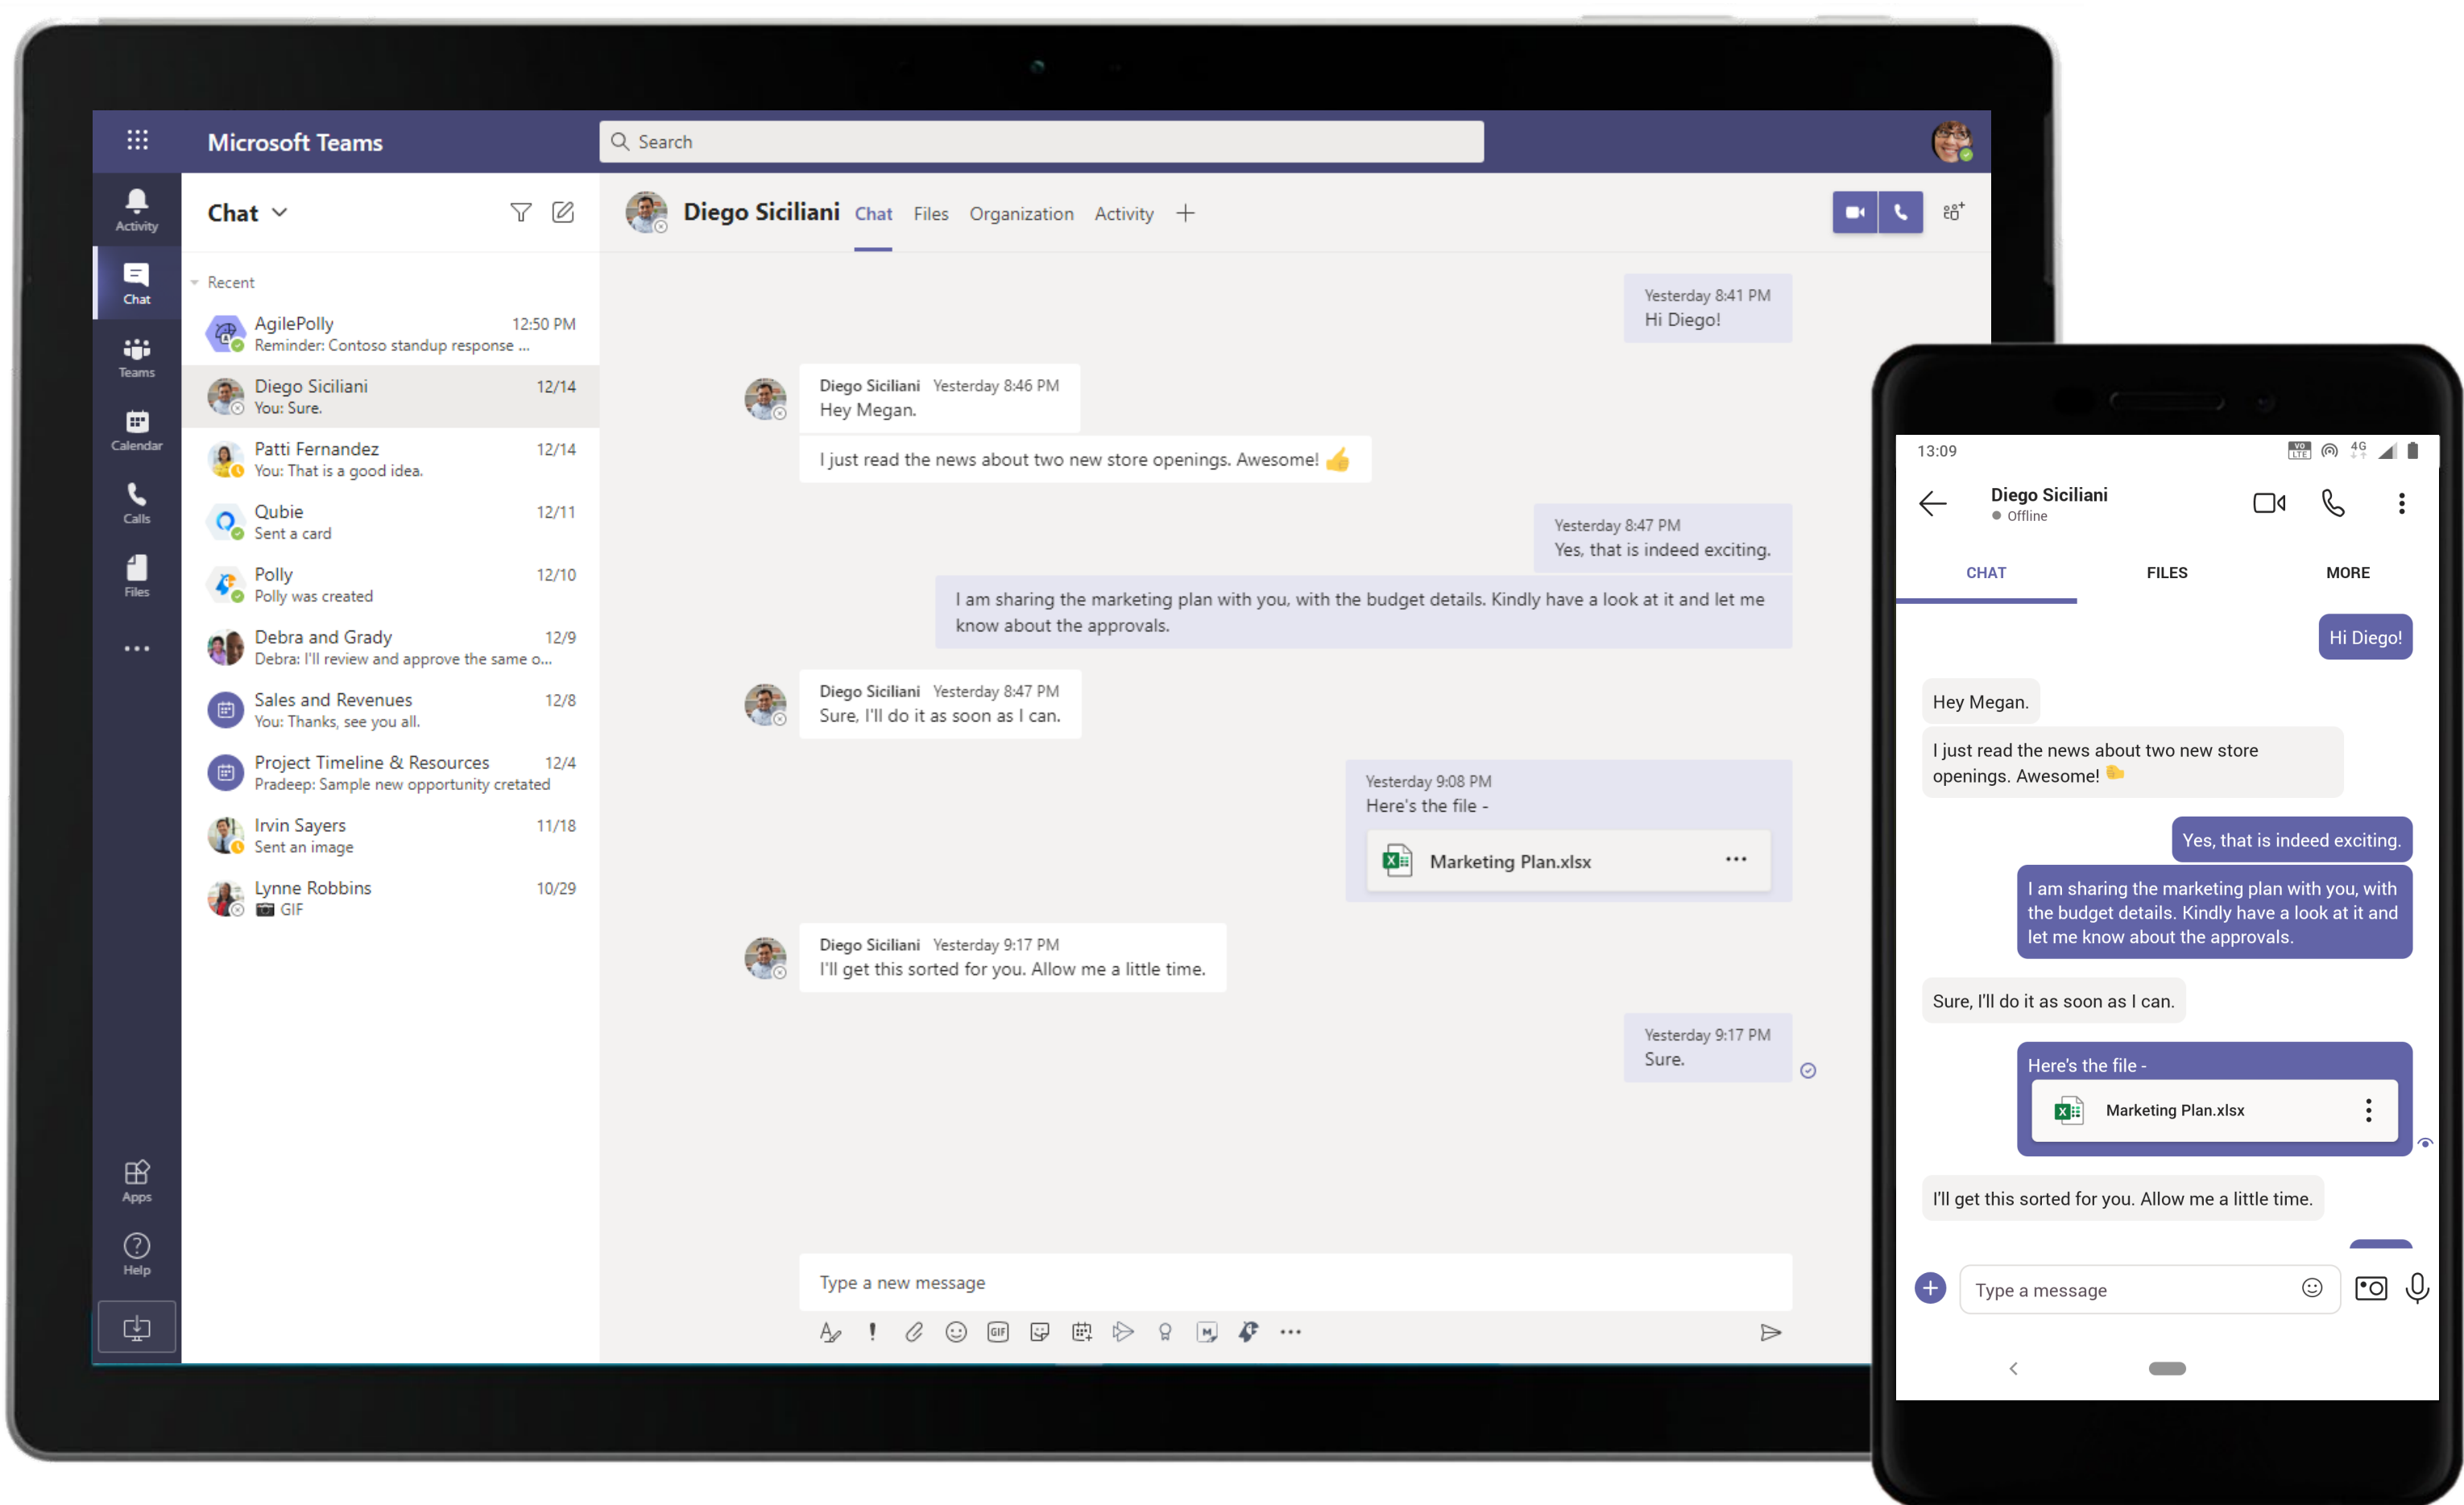 Microsoft Teams
Search
Activity
Chat
Teams
Calendar
Calls
Files
Apps
Help
Chat
Recent
AgilePolly 12:50 PM
Reminder: Contoso standup response ...
Diego Siciliani 12/14
You: Sure.
Patti Fernandez 12/14
You: That is a good idea.
Qubie 12/11
Sent a card
Polly 12/10
Polly was created
Debra and Grady 12/9
Debra: I'll review and approve the same o...
Sales and Revenues 12/8
You: Thanks, see you all.
Project Timeline & Resources 12/4
Pradeep: Sample new opportunity cretated
Irvin Sayers 11/18
Sent an image
Lynne Robbins 10/29
GIF
Diego Siciliani Chat Files Organization Activity
Yesterday 8:41 PM
Hi Diego!
Diego Siciliani Yesterday 8:46 PM
Hey Megan.
I just read the news about two new store openings. Awesome! 👍
Yesterday 8:47 PM
Yes, that is indeed exciting.
I am sharing the marketing plan with you, with the budget details. Kindly have a look at it and let me
know about the approvals.
Diego Siciliani Yesterday 8:47 PM
Sure, I'll do it as soon as I can.
Yesterday 9:08 PM
Here's the file -
Marketing Plan.xlsx
Diego Siciliani Yesterday 9:17 PM
I'll get this sorted for you. Allow me a little time.
Yesterday 9:17 PM
Sure.
Type a new message
GIF
M
13:09 VO LTE 4G
Diego Siciliani
Offline
CHAT FILES MORE
Hi Diego!
Hey Megan.
I just read the news about two new store
openings. Awesome!
Yes, that is indeed exciting.
I am sharing the marketing plan with you, with
the budget details. Kindly have a look at it and
let me know about the approvals.
Sure, I'll do it as soon as I can.
Here's the file -
Marketing Plan.xlsx
I'll get this sorted for you. Allow me a little time.
Type a message